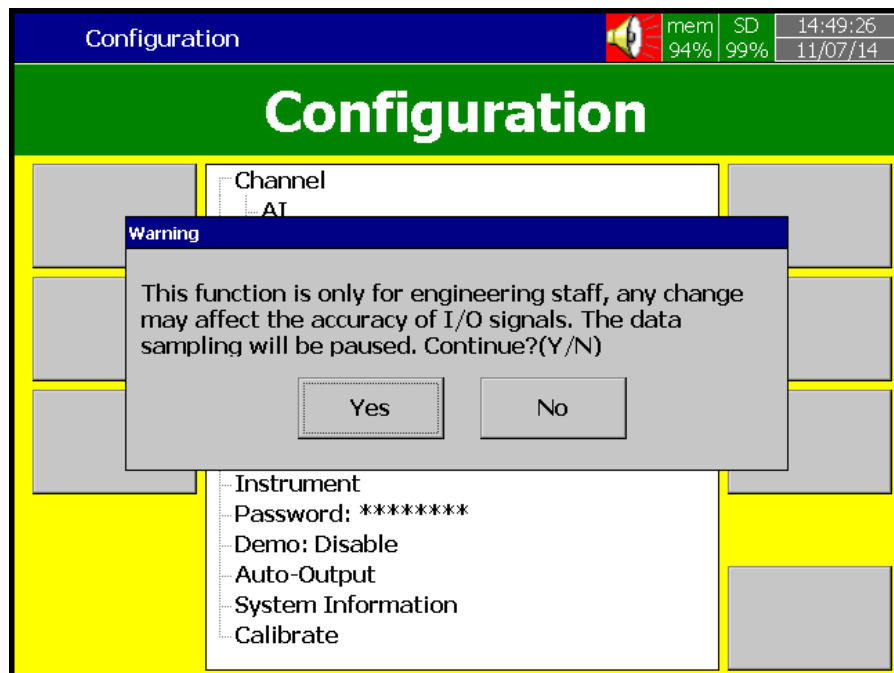 Configuration
mem
94%
SD
99%
14:49:26
11/07/14
Configuration
Channel
AI
Warning
This function is only for engineering staff, any change
may affect the accuracy of I/O signals. The data
sampling will be paused. Continue?(Y/N)
Yes
No
Instrument
Password: ********
Demo: Disable
Auto-Output
System Information
Calibrate